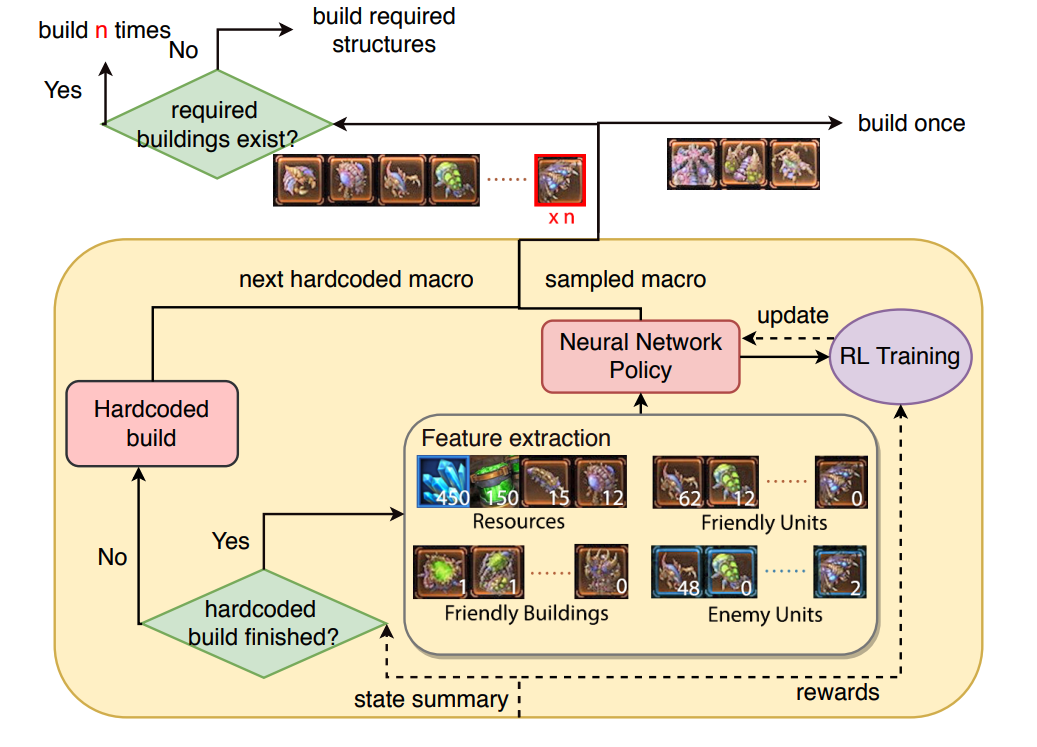 build required
structures
build n times
No
Yes
required
buildings exist?
build once
x n
next hardcoded macro
sampled macro
update
Neural Network
Policy
RL Training
Hardcoded
build
Feature extraction
450 150 15 12
Resources
62 12 0
Friendly Units
1 1 0
Friendly Buildings
48 0 2
Enemy Units
No
Yes
hardcoded
build finished?
state summary
rewards